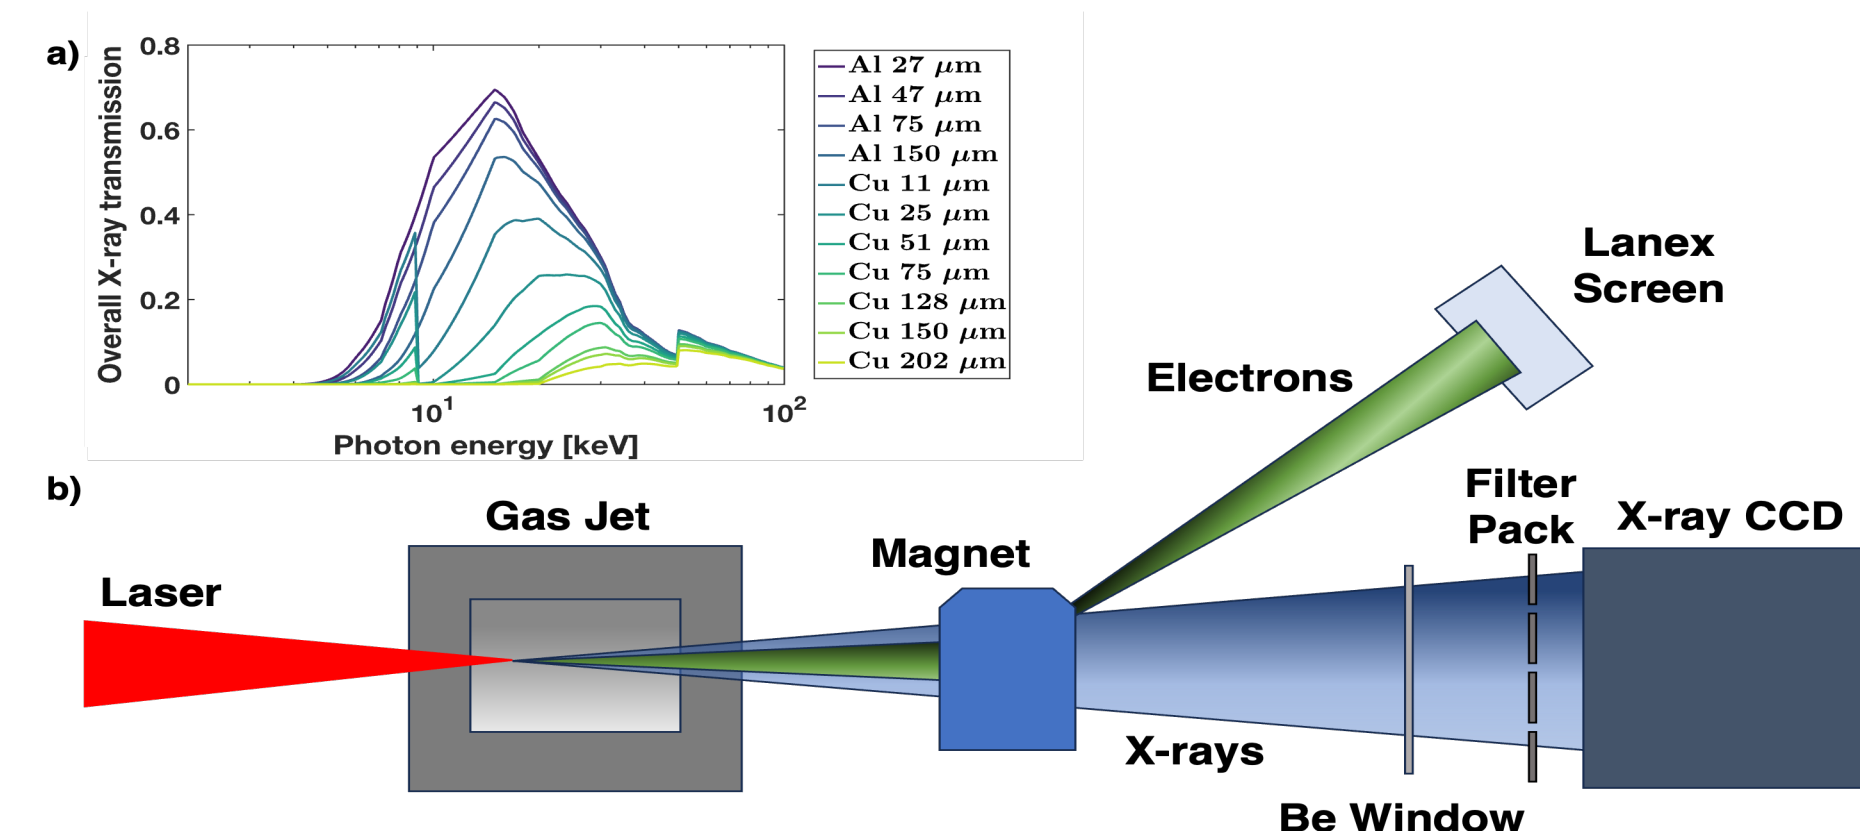 a)
Overall X-ray transmission
0.8
0.6
0.4
0.2
0
10¹
10²
Photon energy [keV]
Al 27 μm
Al 47 μm
Al 75 μm
Al 150 μm
Cu 11 μm
Cu 25 μm
Cu 51 μm
Cu 75 μm
Cu 128 μm
Cu 150 μm
Cu 202 μm
b)
Laser
Gas Jet
Magnet
Electrons
Lanex
Screen
Filter
Pack
X-ray CCD
X-rays
Be Window